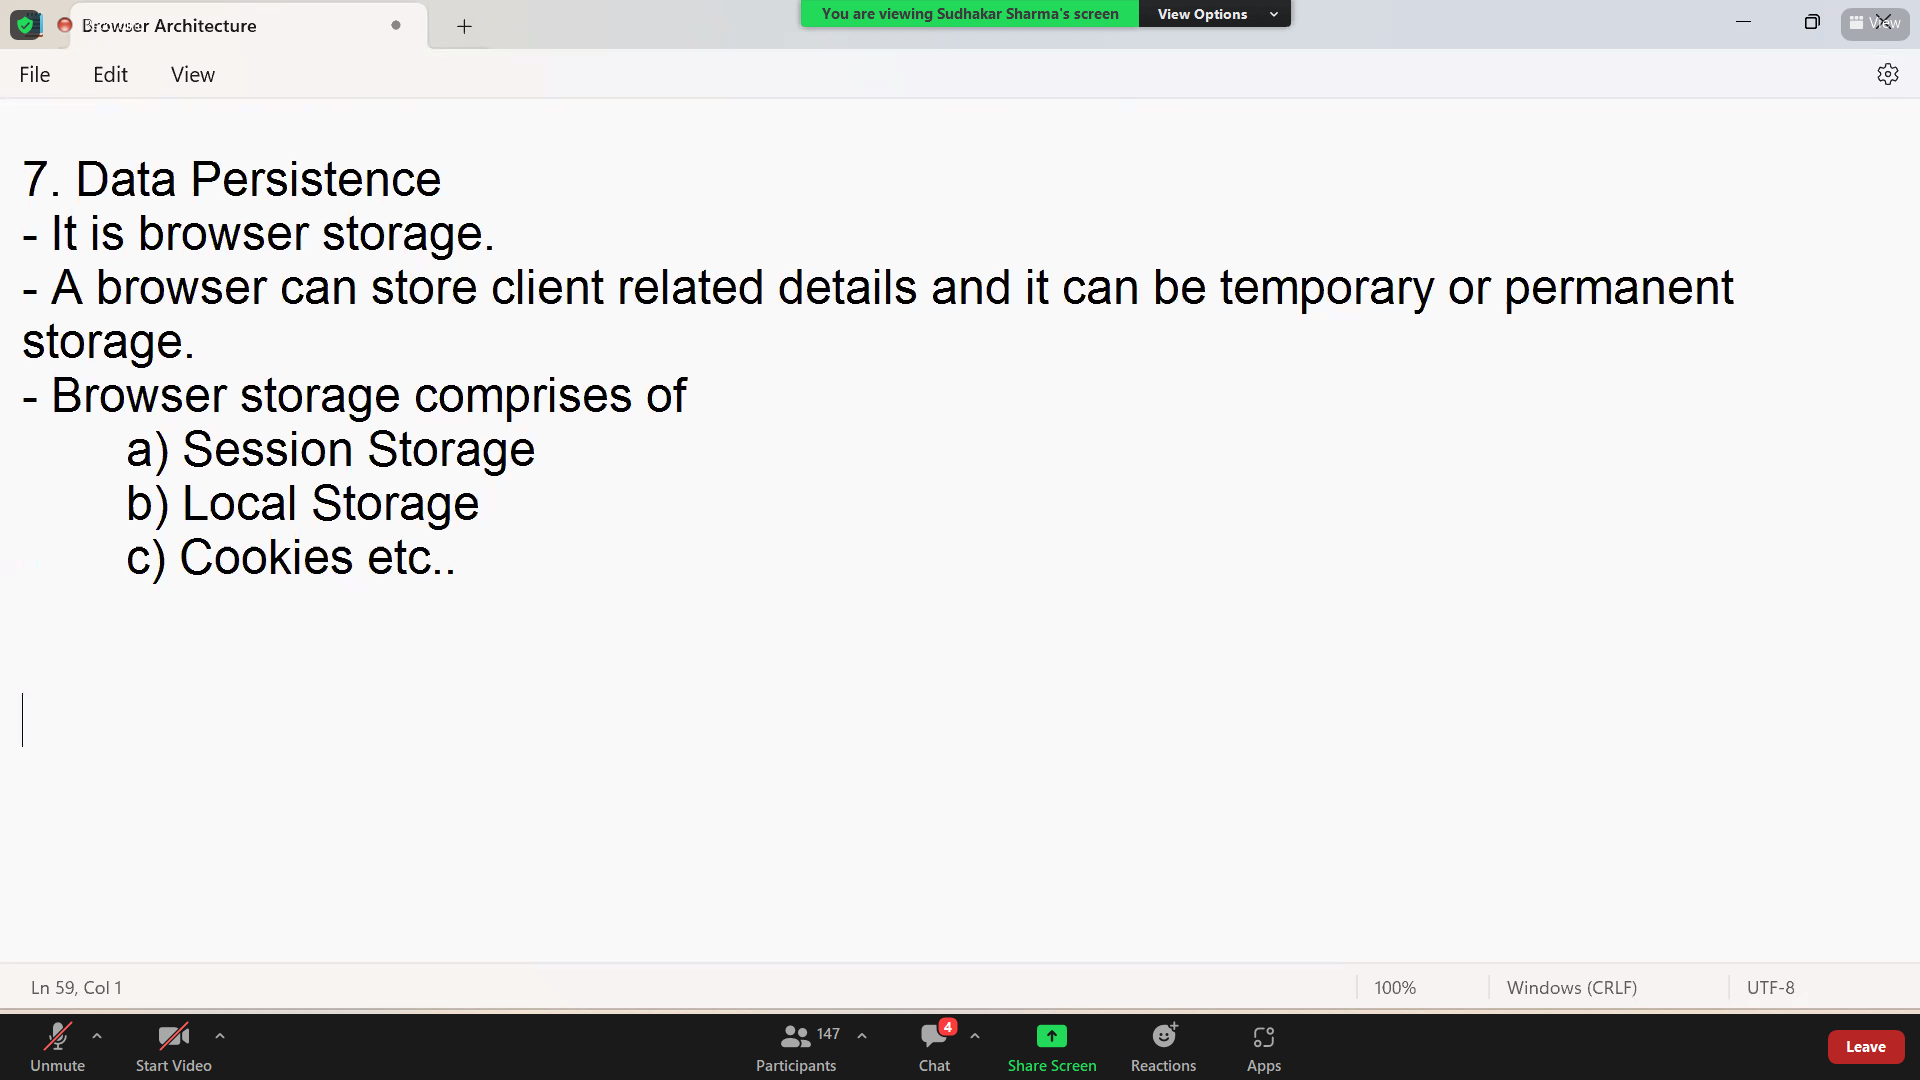 Browser Architecture
You are viewing Sudhakar Sharma's screen View Options
View
File Edit View
7. Data Persistence
- It is browser storage.
- A browser can store client related details and it can be temporary or permanent
storage.
- Browser storage comprises of
a) Session Storage
b) Local Storage
c) Cookies etc..
Ln 59, Col 1 100% Windows (CRLF) UTF-8
147 4
Unmute Start Video Participants Chat Share Screen Reactions Apps Leave